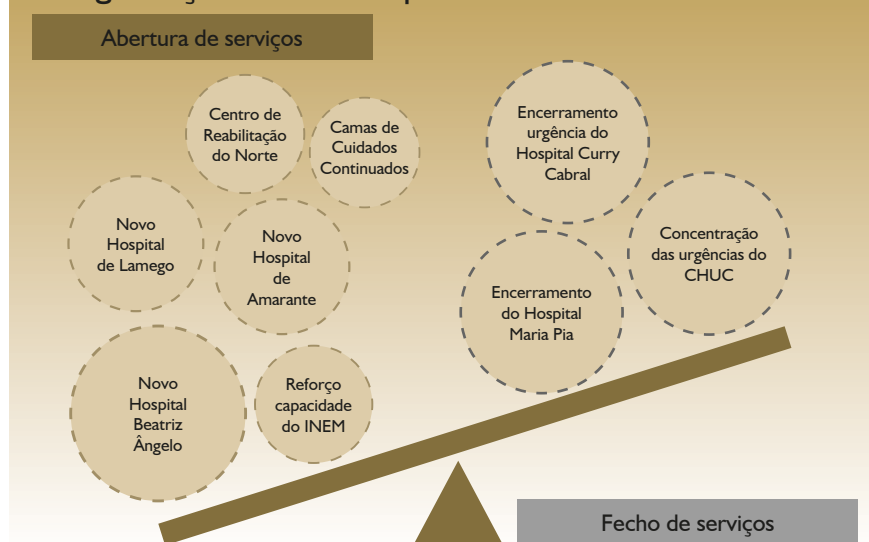 Abertura de serviços
Centro de
Reabilitação
do Norte
Camas de
Cuidados
Continuados
Novo
Hospital
de Lamego
Novo
Hospital
de
Amarante
Novo
Hospital
Beatriz
Ângelo
Reforço
capacidade
do INEM
Encerramento
urgência do
Hospital Curry
Cabral
Concentração
das urgências do
CHUC
Encerramento
do Hospital
Maria Pia
Fecho de serviços